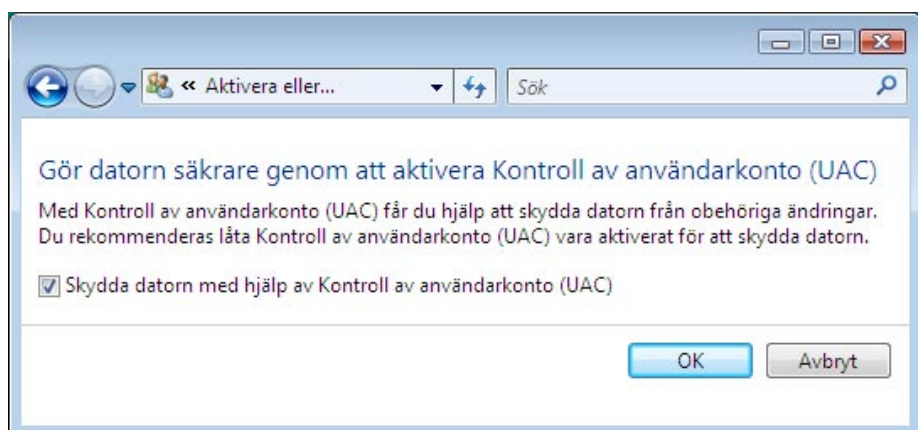 « Aktivera eller...
Sök
Gör datorn säkrare genom att aktivera Kontroll av användarkonto (UAC)
Med Kontroll av användarkonto (UAC) får du hjälp att skydda datorn från obehöriga ändringar.
Du rekommenderas låta Kontroll av användarkonto (UAC) vara aktiverat för att skydda datorn.
Skydda datorn med hjälp av Kontroll av användarkonto (UAC)
OK Avbryt